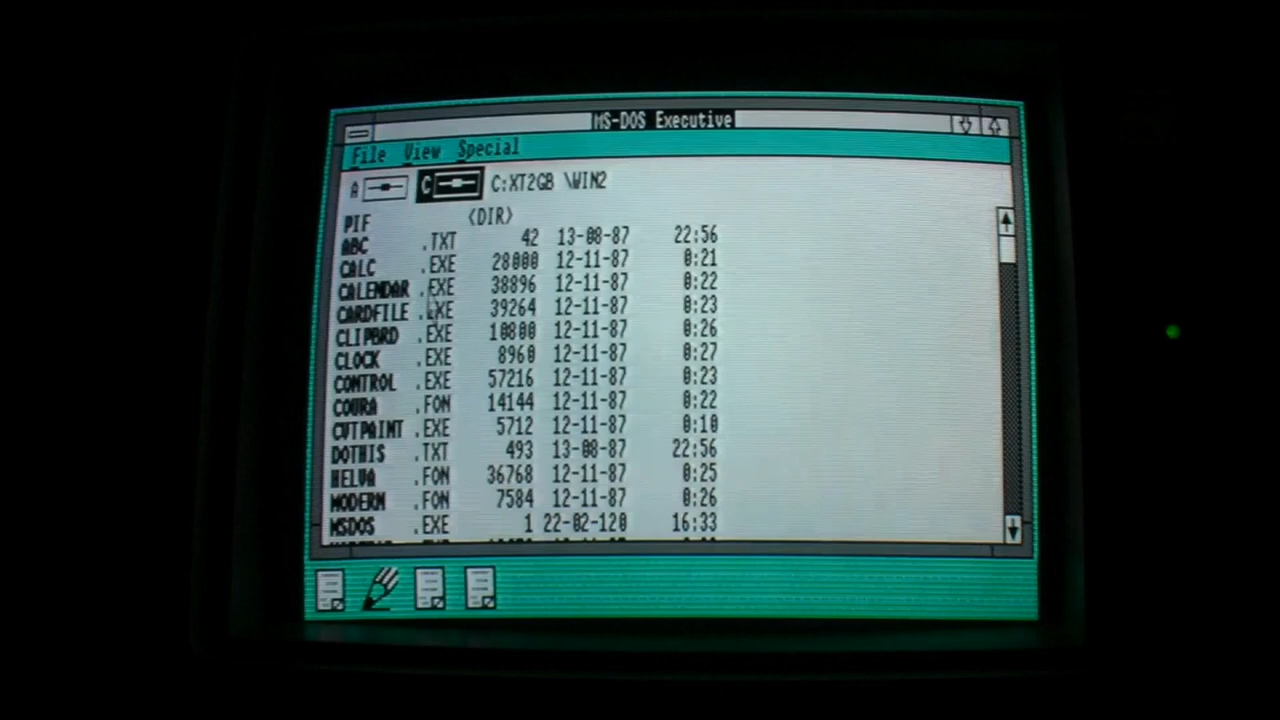 MS-DOS Executive
File View Special
A C C:XT2GB \WIN2
PIF <DIR>
ABC .TXT 42 13-08-87 22:56
CALC .EXE 28000 12-11-87 0:21
CALENDAR .EXE 38896 12-11-87 0:22
CARDFILE .EXE 39264 12-11-87 0:23
CLIPBRD .EXE 10800 12-11-87 0:26
CLOCK .EXE 8960 12-11-87 0:27
CONTROL .EXE 57216 12-11-87 0:23
COURA .FON 14144 12-11-87 0:22
CUTPAINT .EXE 5712 12-11-87 0:10
DOTHIS .TXT 493 13-08-87 22:56
HELVA .FON 36768 12-11-87 0:25
MODERN .FON 7584 12-11-87 0:26
MSDOS .EXE 1 22-02-120 16:33